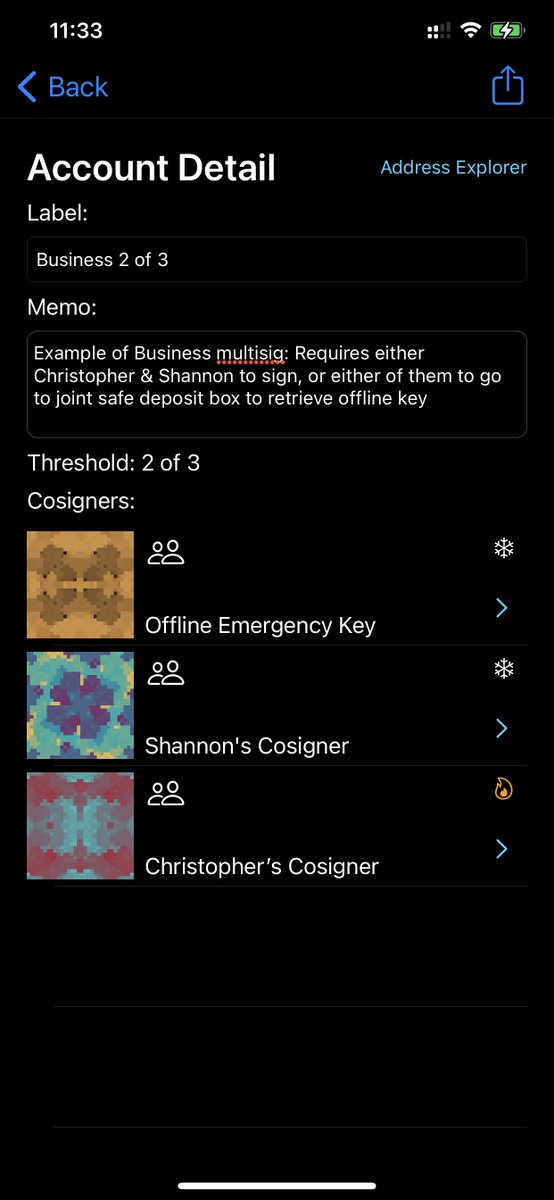 11:33
Back
Account Detail
Address Explorer
Label:
Business 2 of 3
Memo:
Example of Business multisig: Requires either
Christopher & Shannon to sign, or either of them to go
to joint safe deposit box to retrieve offline key
Threshold: 2 of 3
Cosigners:
Offline Emergency Key
Shannon's Cosigner
Christopher’s Cosigner